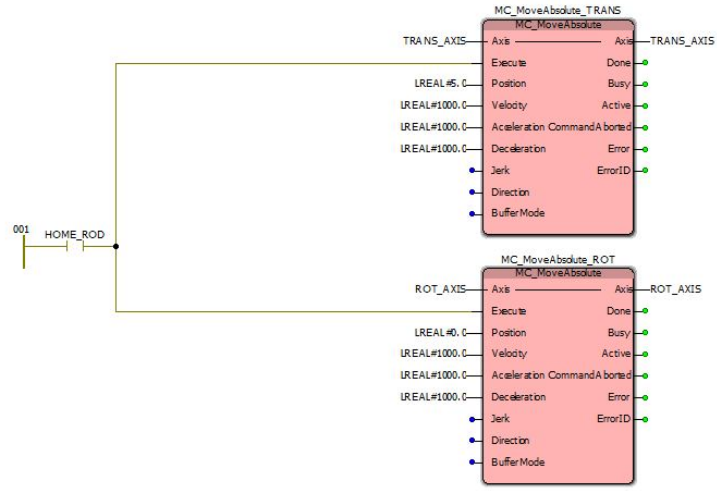 MC_MoveAbsolute_TRANS
MC_MoveAbsolute
TRANS_AXIS Axis Axis TRANS_AXIS
Execute Done
LREAL#5.0 Position Busy
LREAL#1000.0 Velocity Active
LREAL#1000.0 Acceleration CommandAborted
LREAL#1000.0 Deceleration Error
Jerk ErrorID
Direction
BufferMode
001 HOME_ROD
MC_MoveAbsolute_ROT
MC_MoveAbsolute
ROT_AXIS Axis Axis ROT_AXIS
Execute Done
LREAL#0.0 Position Busy
LREAL#1000.0 Velocity Active
LREAL#1000.0 Acceleration CommandAborted
LREAL#1000.0 Deceleration Error
Jerk ErrorID
Direction
BufferMode